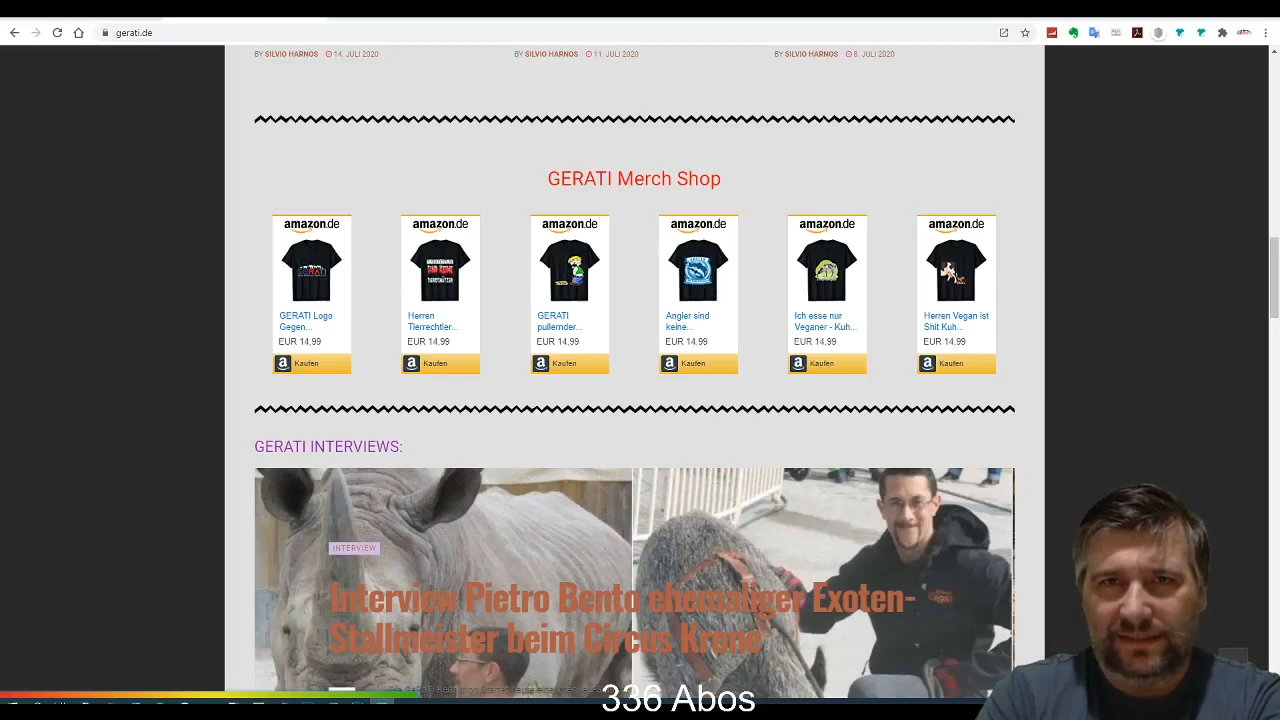 gerati.de
BY SILVIO HARNOS 14. JULI 2020
BY SILVIO HARNOS 11. JULI 2020
BY SILVIO HARNOS 8. JULI 2020
GERATI Merch Shop
amazon.de
GERATI Logo
Gegen...
EUR 14,99
Kaufen
amazon.de
Herren
Tierrechtler...
EUR 14,99
Kaufen
amazon.de
GERATI
pullernder...
EUR 14,99
Kaufen
amazon.de
Angler sind
keine...
EUR 14,99
Kaufen
amazon.de
Ich esse nur
Veganer - Kuh...
EUR 14,99
Kaufen
amazon.de
Herren Vegan ist
Shit Kuh...
EUR 14,99
Kaufen
GERATI INTERVIEWS:
INTERVIEW
Interview Pietro Bento ehemaliger Exoten-
Stallmeister beim Circus Krone
336 Abos